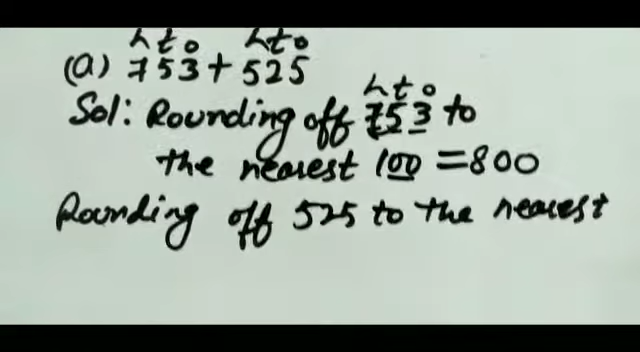 h t o h t o
(a) 753 + 525
h t o
Sol: Rounding off 753 to
the nearest 100 = 800
Rounding off 525 to the nearest